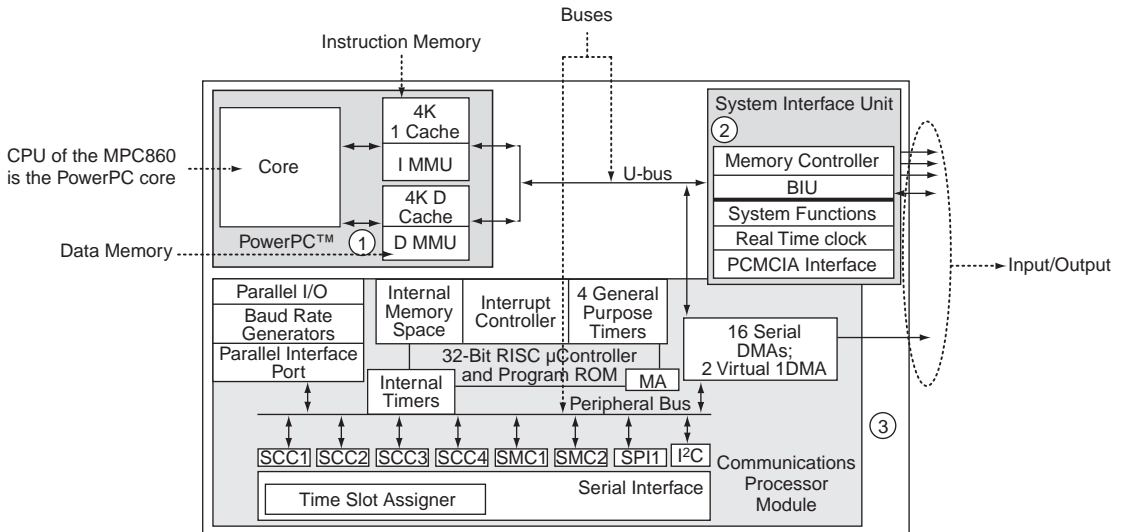 Buses
Instruction Memory
CPU of the MPC860
is the PowerPC core
Core
4K
1 Cache
I MMU
4K D
Cache
D MMU
PowerPC™
1
Data Memory
U-bus
System Interface Unit
2
Memory Controller
BIU
System Functions
Real Time clock
PCMCIA Interface
Input/Output
Parallel I/O
Baud Rate
Generators
Parallel Interface
Port
Internal
Memory
Space
Interrupt
Controller
4 General
Purpose
Timers
32-Bit RISC µController
and Program ROM
MA
Internal
Timers
16 Serial
DMAs;
2 Virtual 1DMA
Peripheral Bus
3
SCC1
SCC2
SCC3
SCC4
SMC1
SMC2
SPI1
I²C
Communications
Processor
Module
Serial Interface
Time Slot Assigner